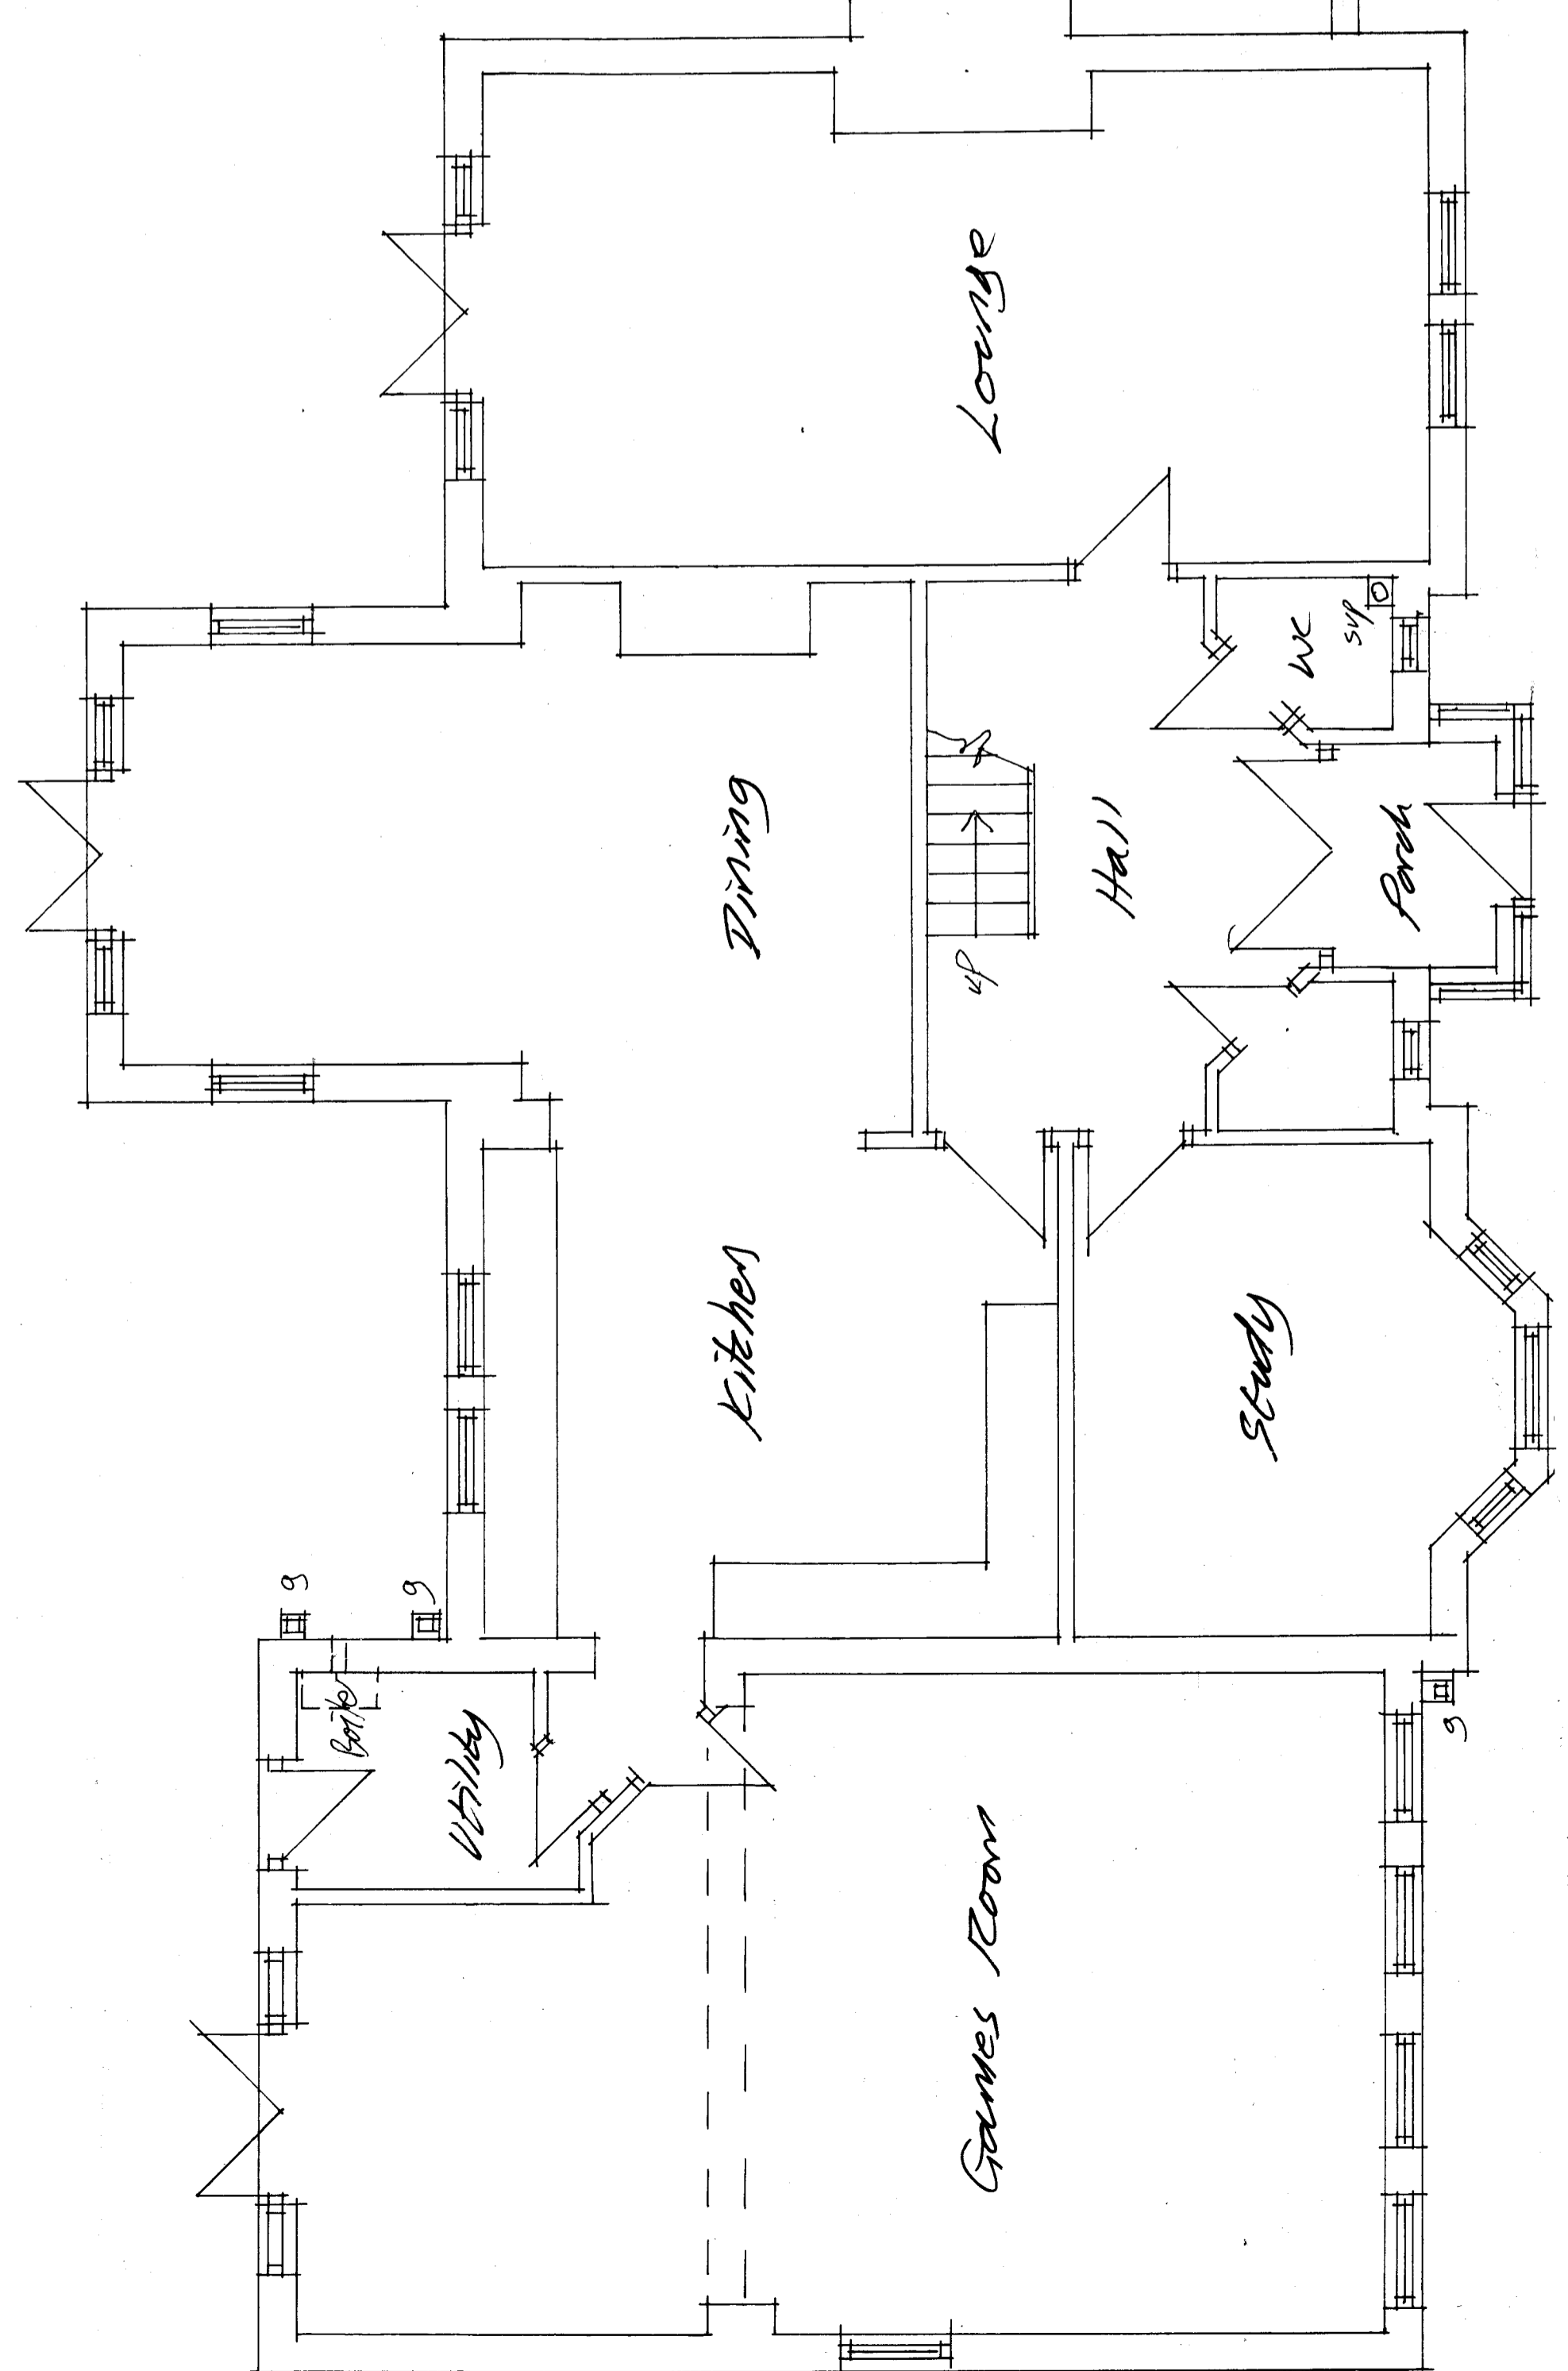 Lounge
Dining
WC
svp
Hall
up
Porch
Kitchen
Study
g
g
Boiler
Utility
g
Games Room